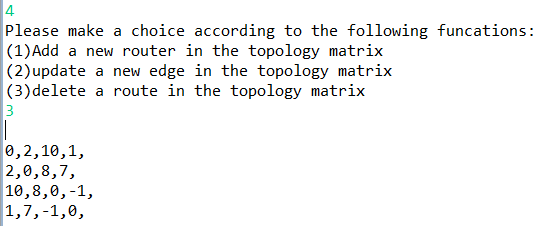 4
Please make a choice according to the following funcations:
(1)Add a new router in the topology matrix
(2)update a new edge in the topology matrix
(3)delete a route in the topology matrix
3
0,2,10,1,
2,0,8,7,
10,8,0,-1,
1,7,-1,0,